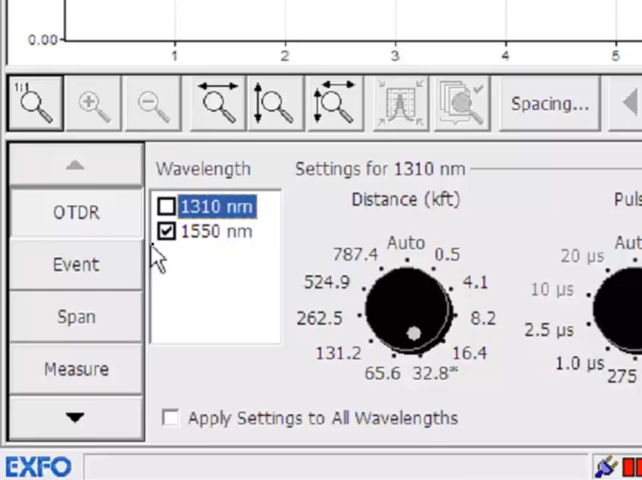 0.00
1 2 3 4 5
1:1
Spacing...
Wavelength
Settings for 1310 nm
1310 nm
1550 nm
OTDR
Event
Span
Measure
Distance (kft)
Auto
787.4 0.5
524.9 4.1
262.5 8.2
131.2 16.4
65.6 32.8*
20 µs
10 µs
2.5 µs
1.0 µs
275
Apply Settings to All Wavelengths
EXFO